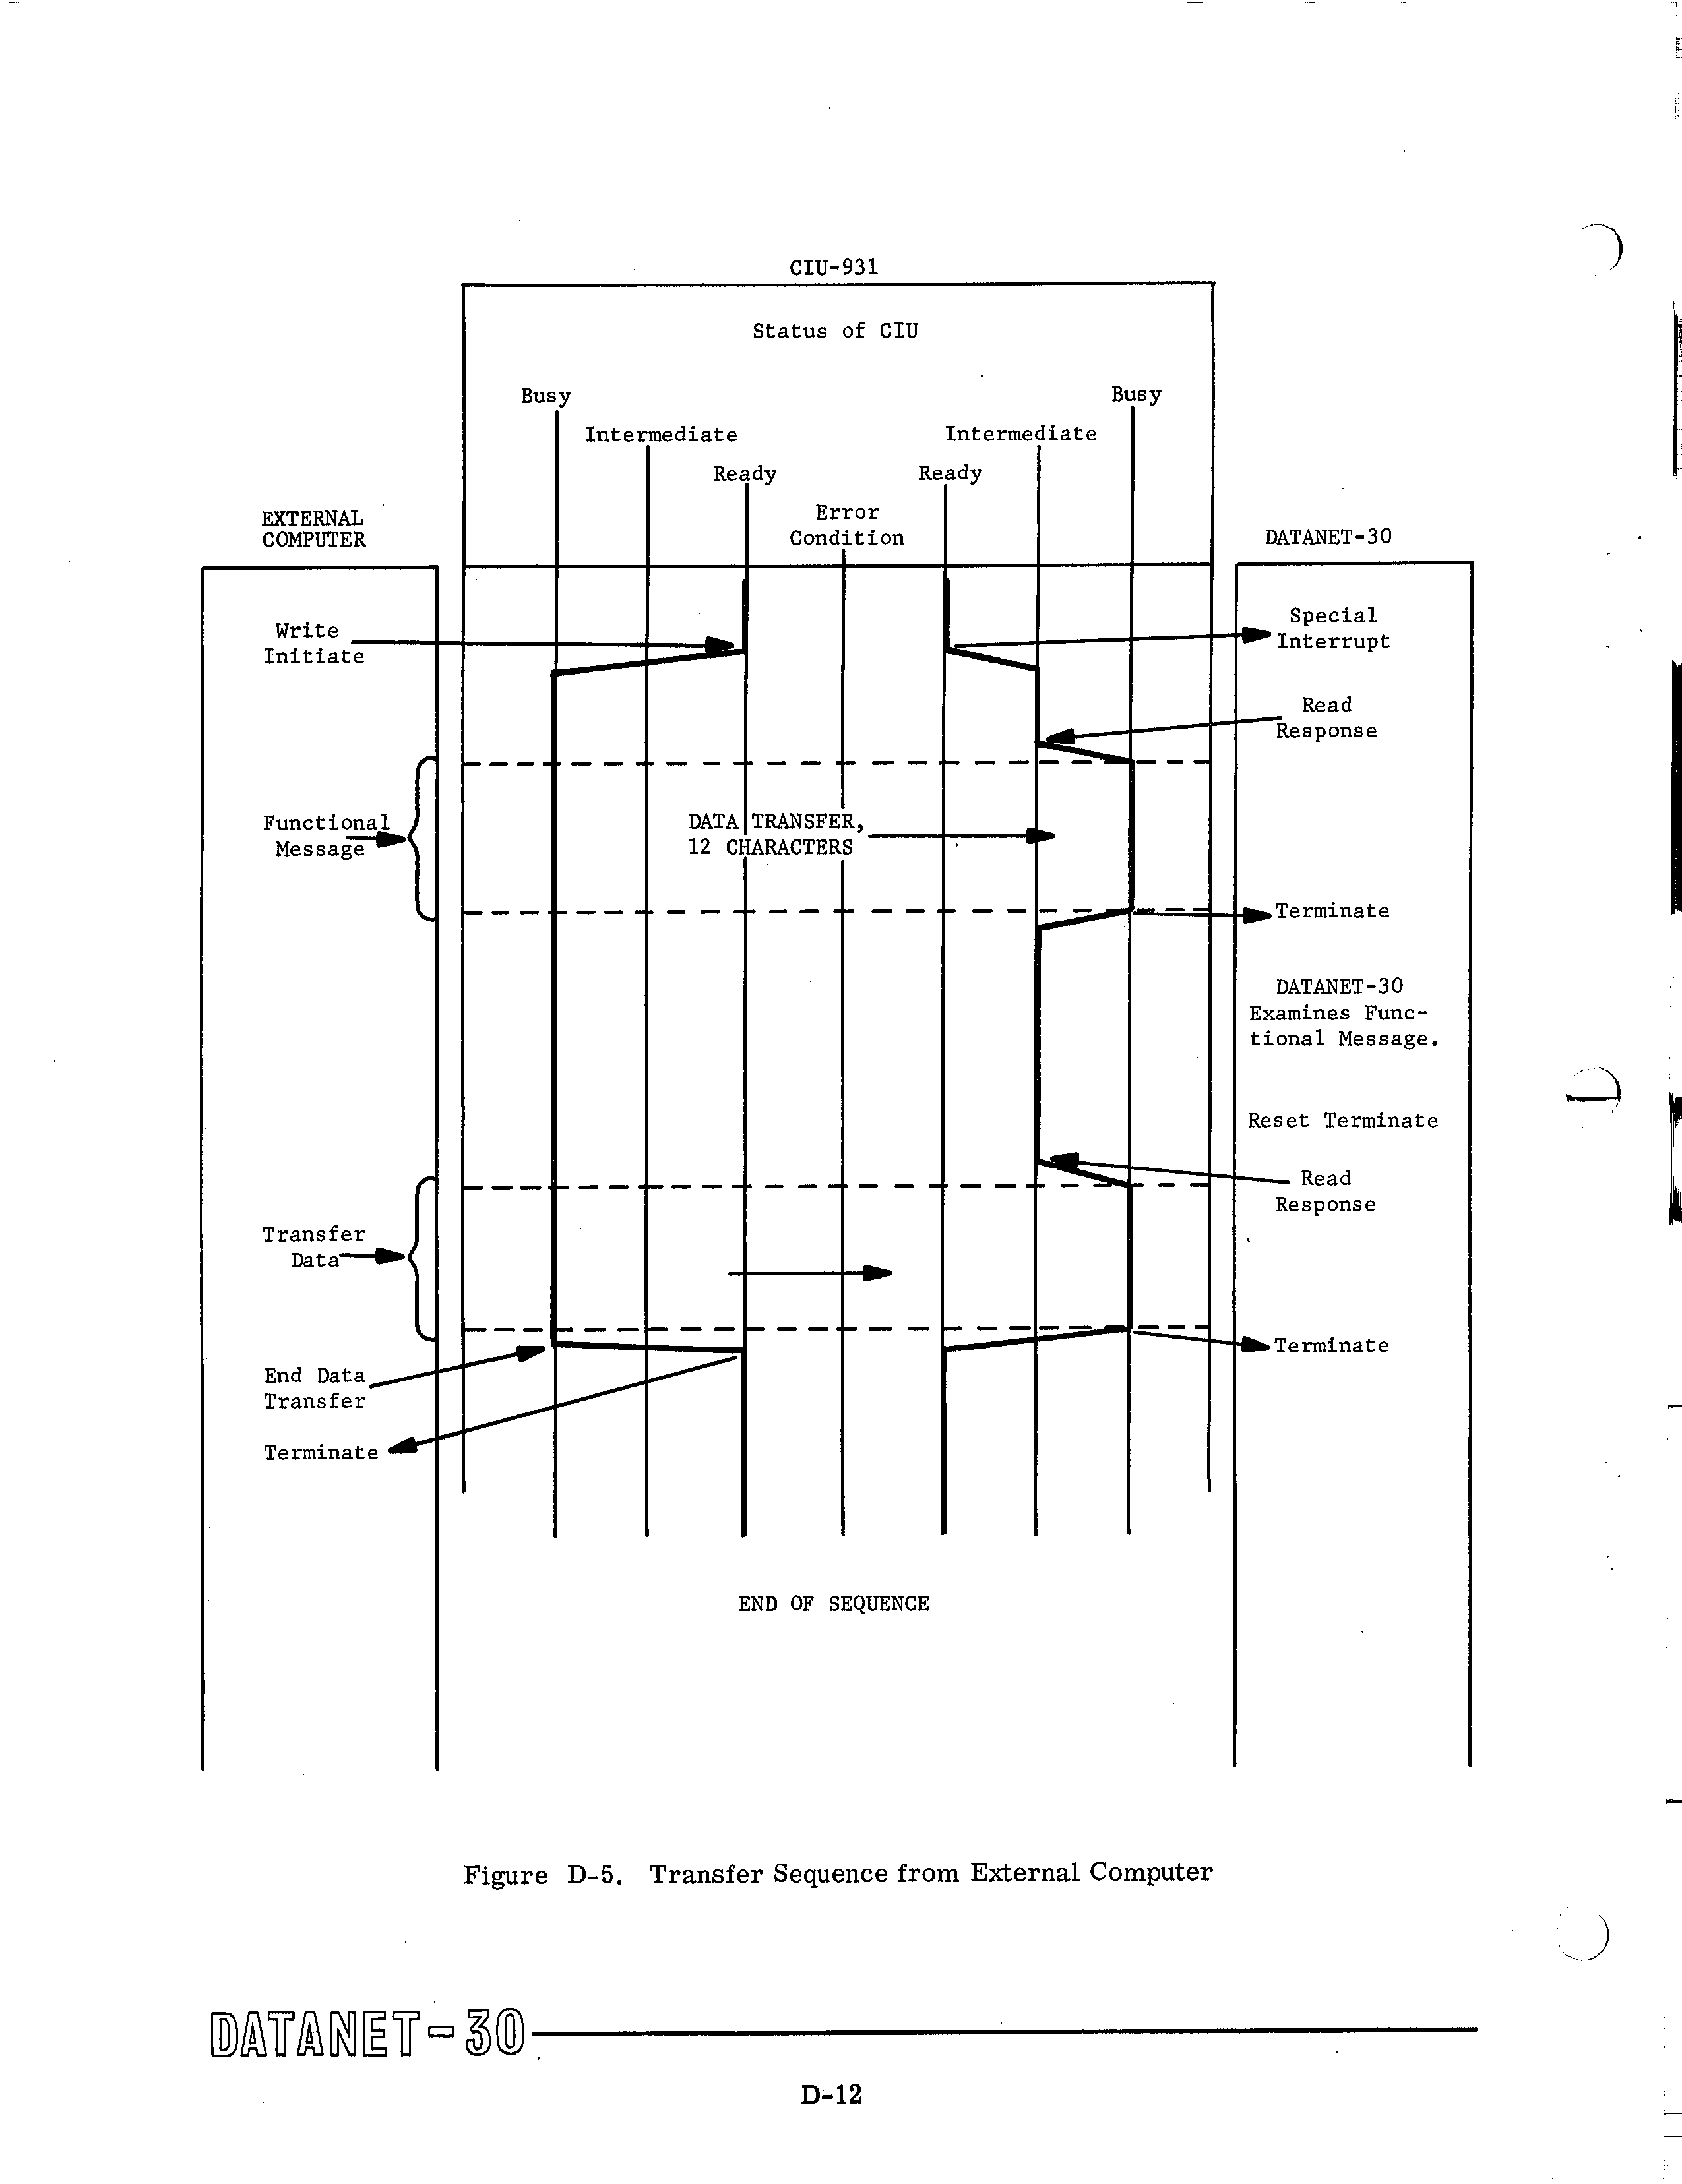 CIU-931
Status of CIU
Busy
Busy
Intermediate
Intermediate
Ready
Ready
Error
Condition
EXTERNAL
COMPUTER
DATANET-30
Write
Initiate
Special
Interrupt
Read
Response
Functional
Message
DATA TRANSFER,
12 CHARACTERS
Terminate
DATANET-30
Examines Func-
tional Message.
Reset Terminate
Read
Response
Transfer
Data
Terminate
End Data
Transfer
Terminate
END OF SEQUENCE
Figure D-5. Transfer Sequence from External Computer
DATANET-30
D-12